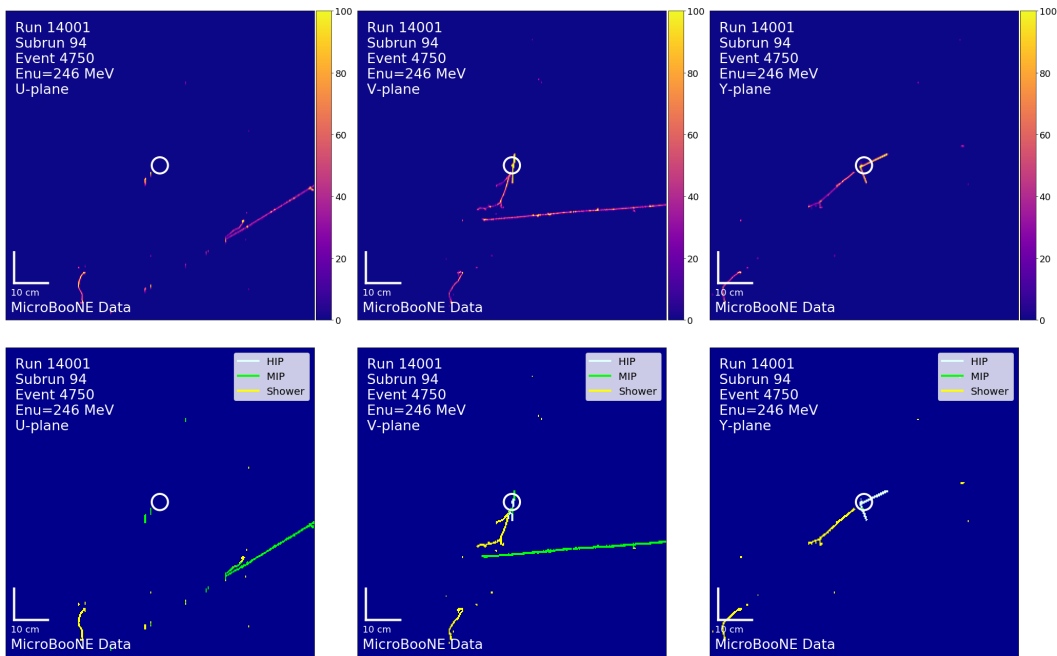 Run 14001
Subrun 94
Event 4750
Enu=246 MeV
U-plane
10 cm
MicroBooNE Data
100
80
60
40
20
0
Run 14001
Subrun 94
Event 4750
Enu=246 MeV
V-plane
10 cm
MicroBooNE Data
100
80
60
40
20
0
Run 14001
Subrun 94
Event 4750
Enu=246 MeV
Y-plane
10 cm
MicroBooNE Data
100
80
60
40
20
0
Run 14001
Subrun 94
Event 4750
Enu=246 MeV
U-plane
HIP
MIP
Shower
10 cm
MicroBooNE Data
Run 14001
Subrun 94
Event 4750
Enu=246 MeV
V-plane
HIP
MIP
Shower
10 cm
MicroBooNE Data
Run 14001
Subrun 94
Event 4750
Enu=246 MeV
Y-plane
HIP
MIP
Shower
10 cm
MicroBooNE Data